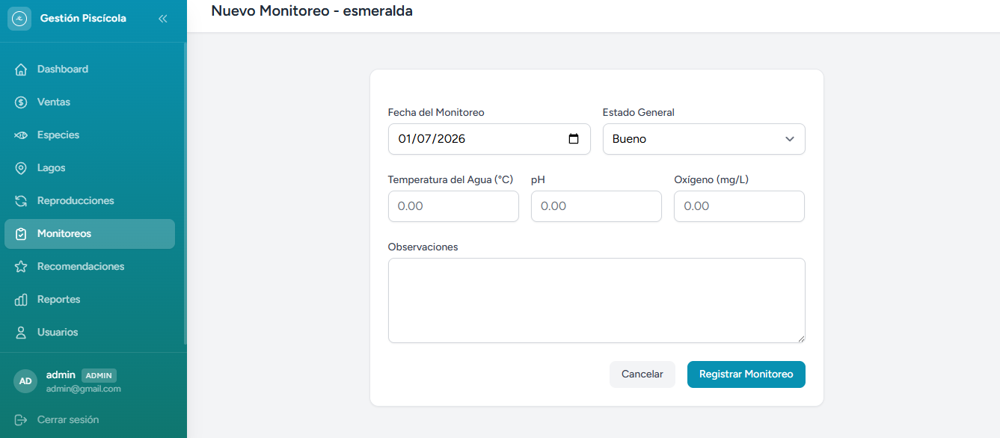 Gestión Piscícola
Dashboard
Ventas
Especies
Lagos
Reproducciones
Monitoreos
Recomendaciones
Reportes
Usuarios
AD
admin ADMIN
admin@gmail.com
Cerrar sesión
Nuevo Monitoreo - esmeralda
Fecha del Monitoreo Estado General
01/07/2026 Bueno
Temperatura del Agua (°C) pH Oxígeno (mg/L)
0.00 0.00 0.00
Observaciones
Cancelar Registrar Monitoreo